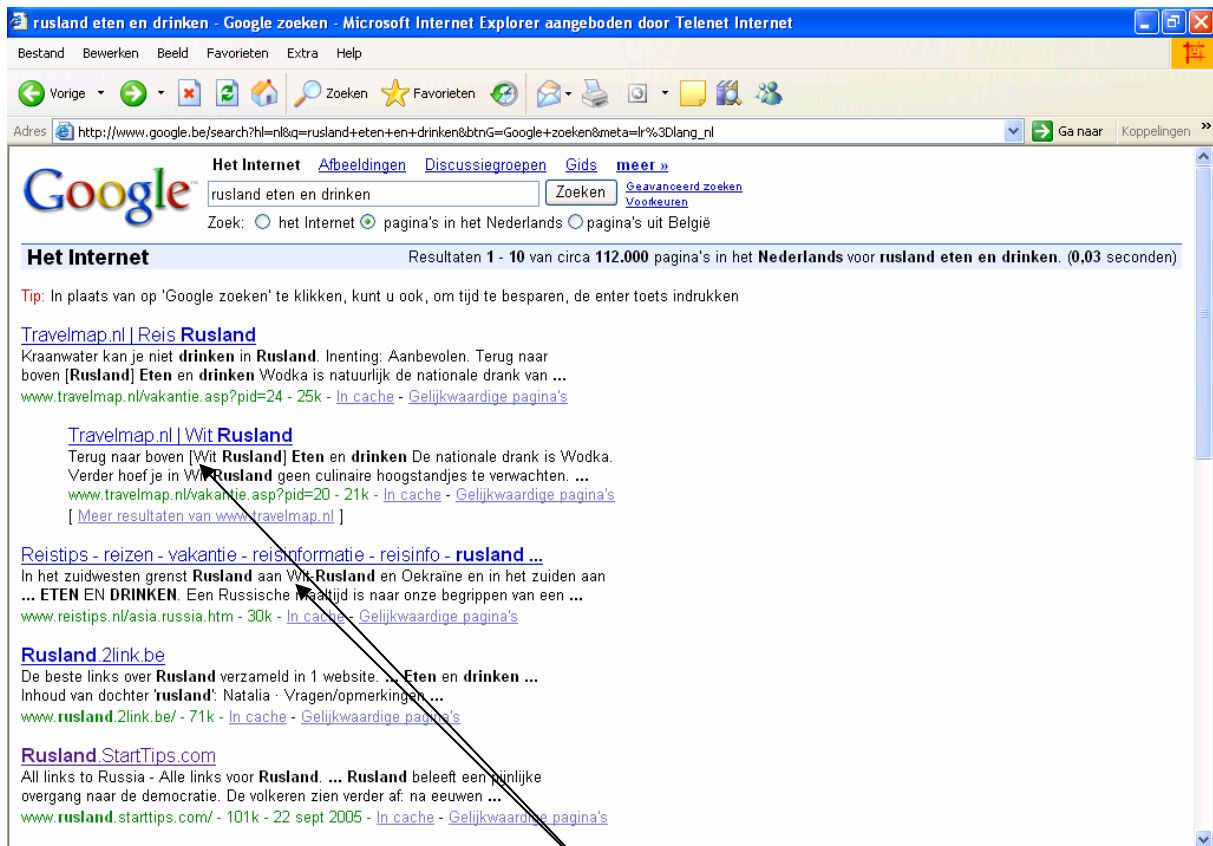 rusland eten en drinken - Google zoeken - Microsoft Internet Explorer aangeboden door Telenet Internet
Bestand Bewerken Beeld Favorieten Extra Help
Vorige Zoeken Favorieten
Adres http://www.google.be/search?hl=nl&q=rusland+eten+en+drinken&btnG=Google+zoeken&meta=lr%3Dlang_nl Ga naar Koppelingen »
Het Internet Afbeeldingen Discussiegroepen Gids meer »
Google™ rusland eten en drinken Zoeken Geavanceerd zoeken
Voorkeuren
Zoek: het Internet pagina's in het Nederlands pagina's uit België
Het Internet Resultaten 1 - 10 van circa 112.000 pagina's in het Nederlands voor rusland eten en drinken. (0,03 seconden)
Tip: In plaats van op 'Google zoeken' te klikken, kunt u ook, om tijd te besparen, de enter toets indrukken
Travelmap.nl | Reis Rusland
Kraanwater kan je niet drinken in Rusland. Inenting: Aanbevolen. Terug naar
boven [Rusland] Eten en drinken Wodka is natuurlijk de nationale drank van ...
www.travelmap.nl/vakantie.asp?pid=24 - 25k - In cache - Gelijkwaardige pagina's
Travelmap.nl | Wit Rusland
Terug naar boven [Wit Rusland] Eten en drinken De nationale drank is Wodka.
Verder hoef je in Wit Rusland geen culinaire hoogstandjes te verwachten. ...
www.travelmap.nl/vakantie.asp?pid=20 - 21k - In cache - Gelijkwaardige pagina's
[ Meer resultaten van www.travelmap.nl ]
Reistips - reizen - vakantie - reisinformatie - reisinfo - rusland ...
In het zuidwesten grenst Rusland aan Wit-Rusland en Oekraïne en in het zuiden aan
... ETEN EN DRINKEN. Een Russische maaltijd is naar onze begrippen van een ...
www.reistips.nl/asia.russia.htm - 30k - In cache - Gelijkwaardige pagina's
Rusland.2link.be
De beste links over Rusland verzameld in 1 website. ... Eten en drinken ...
Inhoud van dochter 'rusland': Natalia · Vragen/opmerkingen ...
www.rusland.2link.be/ - 71k - In cache - Gelijkwaardige pagina's
Rusland.StartTips.com
All links to Russia - Alle links voor Rusland. ... Rusland beleeft een pijnlijke
overgang naar de democratie. De volkeren zien verder af: na eeuwen ...
www.rusland.starttips.com/ - 101k - 22 sept 2005 - In cache - Gelijkwaardige pagina's